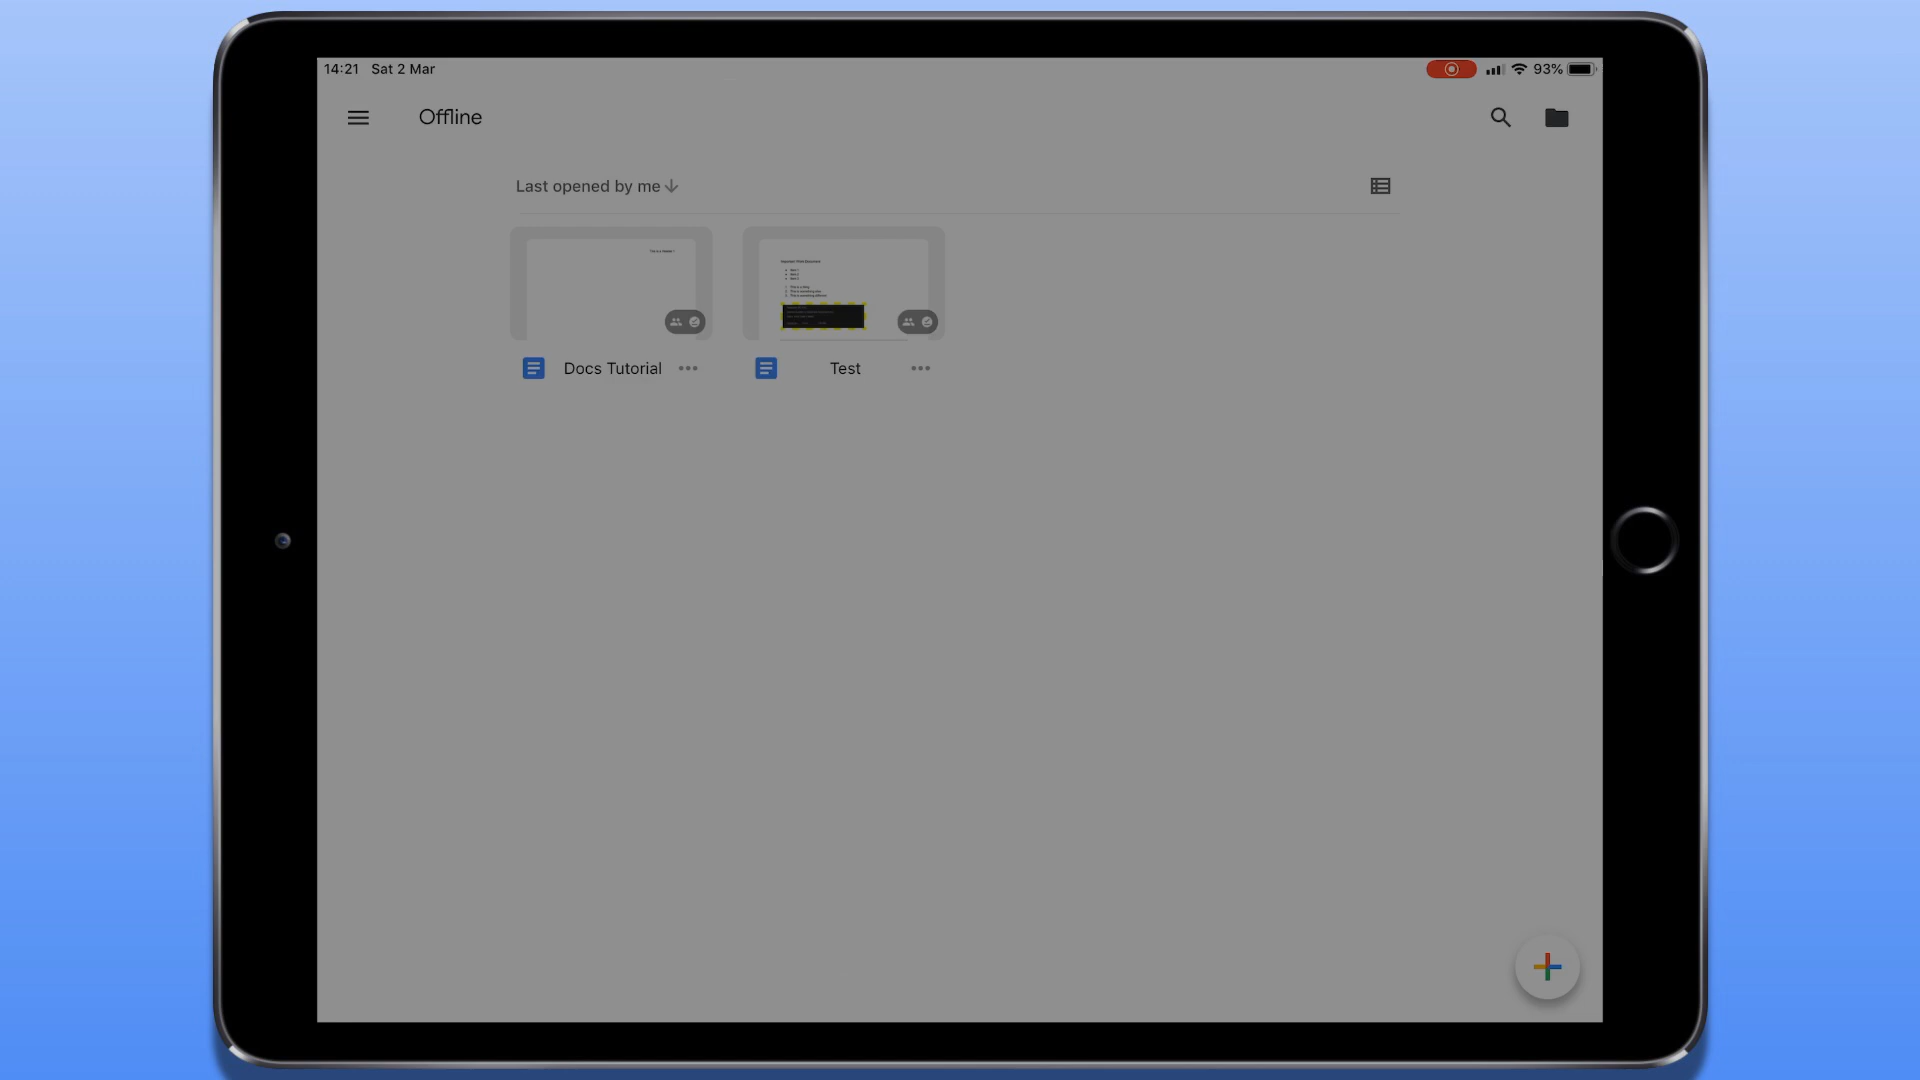 14:21 Sat 2 Mar 93%
Offline
Last opened by me
Docs Tutorial
Test